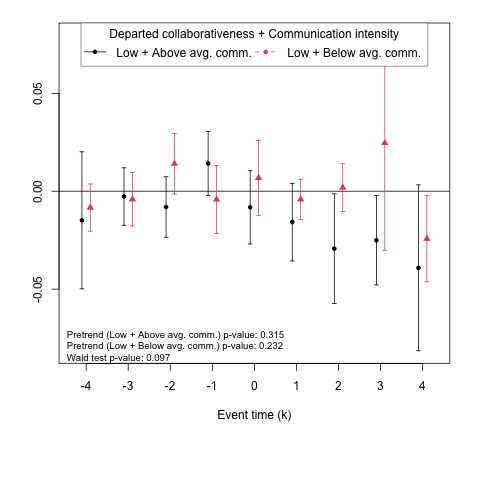 Departed collaborativeness + Communication intensity
Low + Above avg. comm. Low + Below avg. comm.
0.05
0.00
-0.05
Pretrend (Low + Above avg. comm.) p-value: 0.315
Pretrend (Low + Below avg. comm.) p-value: 0.232
Wald test p-value: 0.097
-4 -3 -2 -1 0 1 2 3 4
Event time (k)